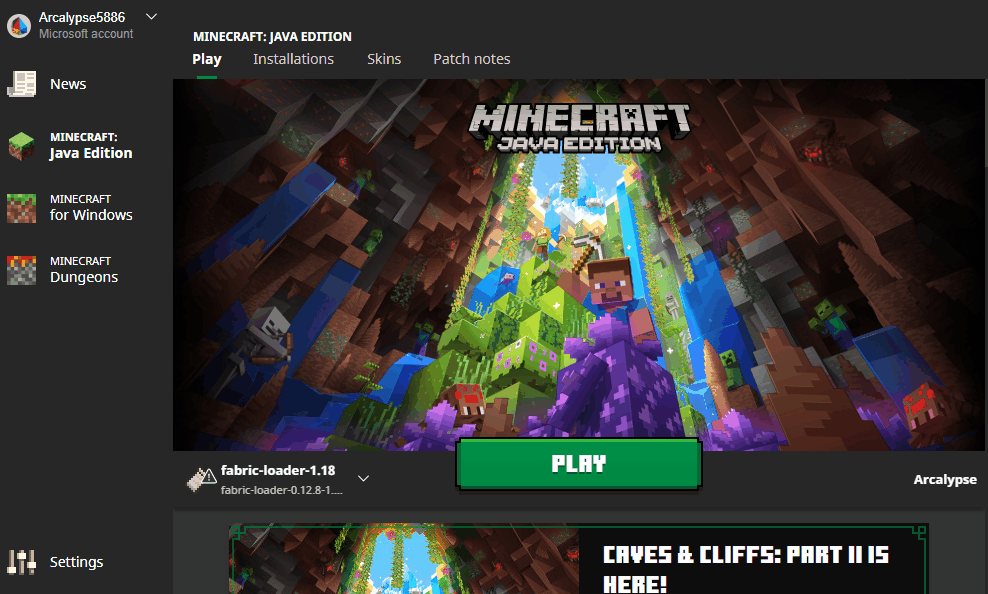 Arcalypse5886
Microsoft account
News
MINECRAFT:
Java Edition
MINECRAFT
for Windows
MINECRAFT
Dungeons
Settings
MINECRAFT: JAVA EDITION
Play Installations Skins Patch notes
MINECRAFT
JAVA EDITION
fabric-loader-1.18
fabric-loader-0.12.8-1....
PLAY
Arcalypse
CAVES & CLIFFS: PART II IS
HERE!